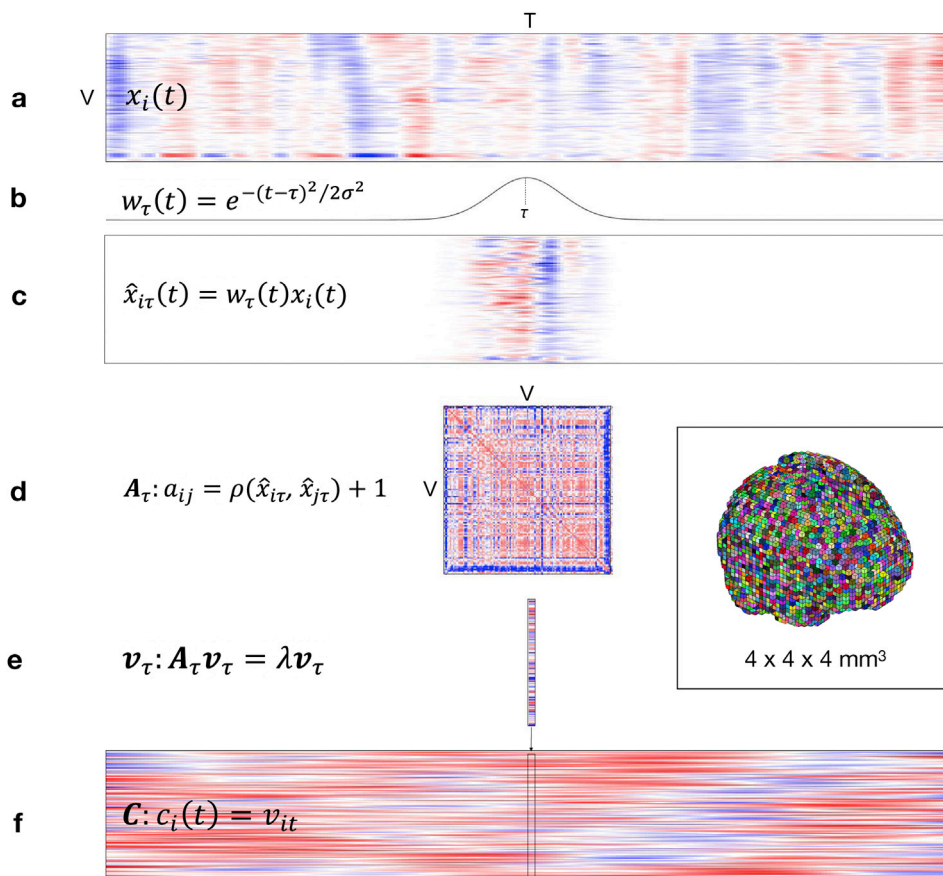 T
a
V
x_i(t)
b
w_τ(t) = e^{-(t-τ)^2/2σ^2}
τ
c
x̂_{iτ}(t) = w_τ(t)x_i(t)
V
d
A_τ: a_{ij} = ρ(x̂_{iτ}, x̂_{jτ}) + 1
V
e
v_τ: A_τ v_τ = λv_τ
4 x 4 x 4 mm³
f
C: c_i(t) = v_{it}